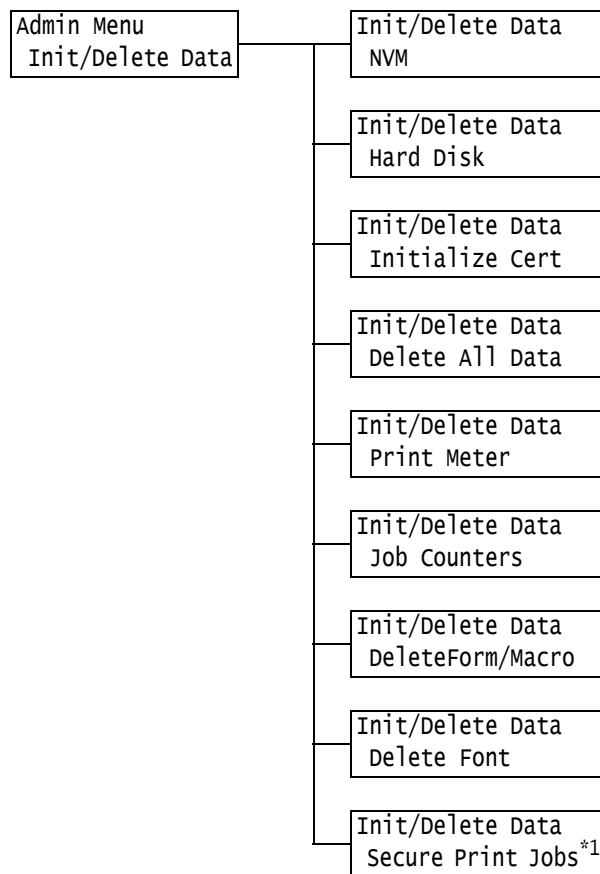 Admin Menu
Init/Delete Data
Init/Delete Data
NVM
Init/Delete Data
Hard Disk
Init/Delete Data
Initialize Cert
Init/Delete Data
Delete All Data
Init/Delete Data
Print Meter
Init/Delete Data
Job Counters
Init/Delete Data
DeleteForm/Macro
Init/Delete Data
Delete Font
Init/Delete Data
Secure Print Jobs*1